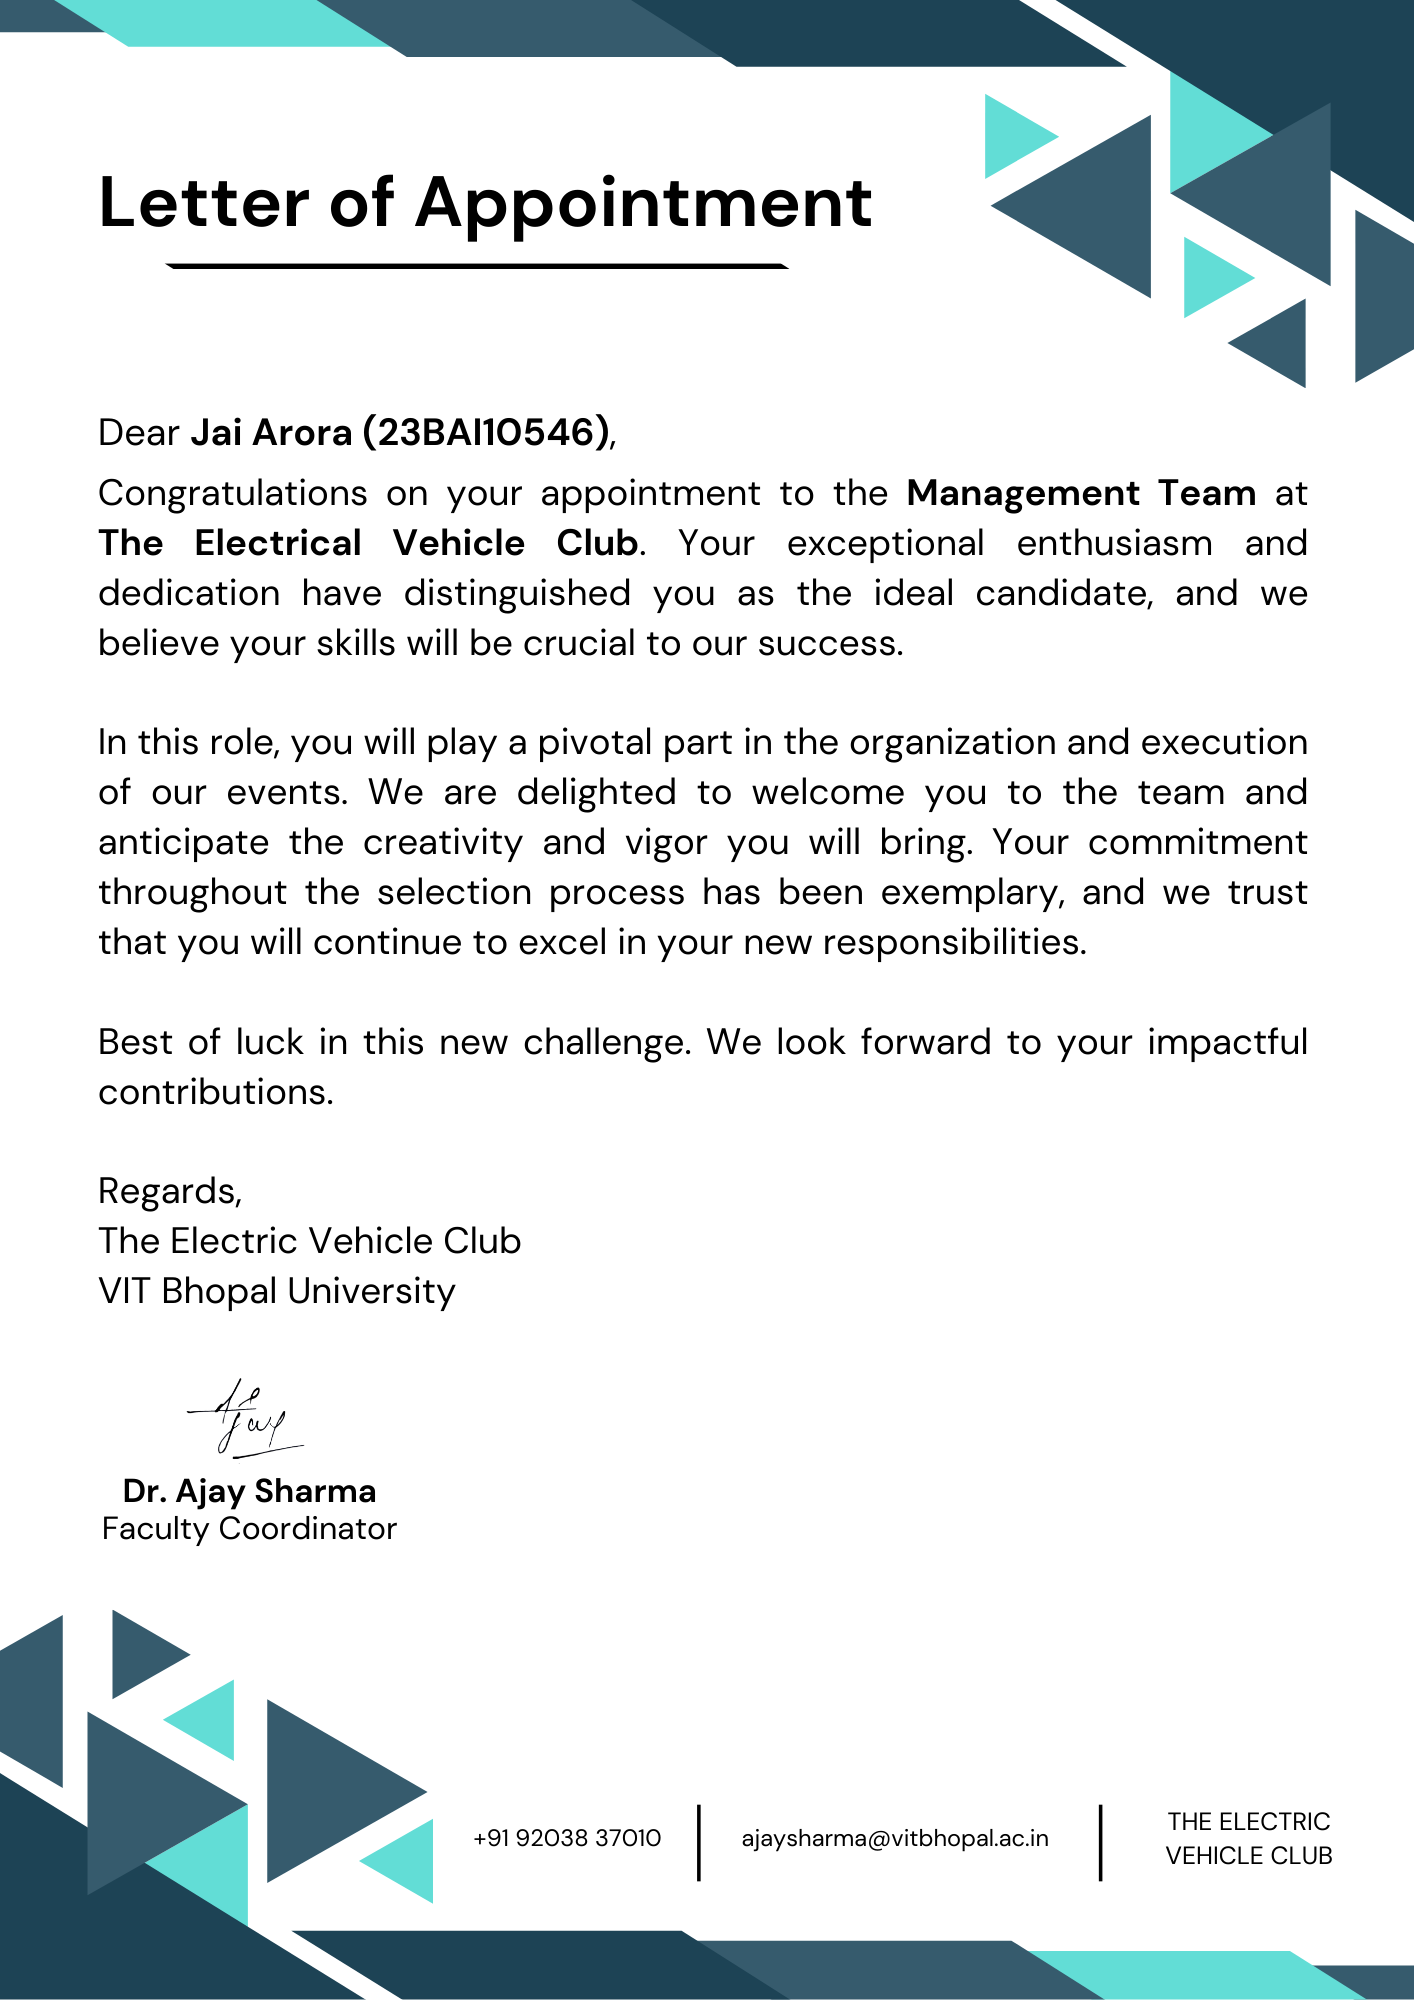 Letter of Appointment
Dear Jai Arora (23BAI10546),
Congratulations on your appointment to the Management Team at
The Electrical Vehicle Club. Your exceptional enthusiasm and
dedication have distinguished you as the ideal candidate, and we
believe your skills will be crucial to our success.
In this role, you will play a pivotal part in the organization and execution
of our events. We are delighted to welcome you to the team and
anticipate the creativity and vigor you will bring. Your commitment
throughout the selection process has been exemplary, and we trust
that you will continue to excel in your new responsibilities.
Best of luck in this new challenge. We look forward to your impactful
contributions.
Regards,
The Electric Vehicle Club
VIT Bhopal University
Ajay
Dr. Ajay Sharma
Faculty Coordinator
+91 92038 37010
ajaysharma@vitbhopal.ac.in
THE ELECTRIC
VEHICLE CLUB